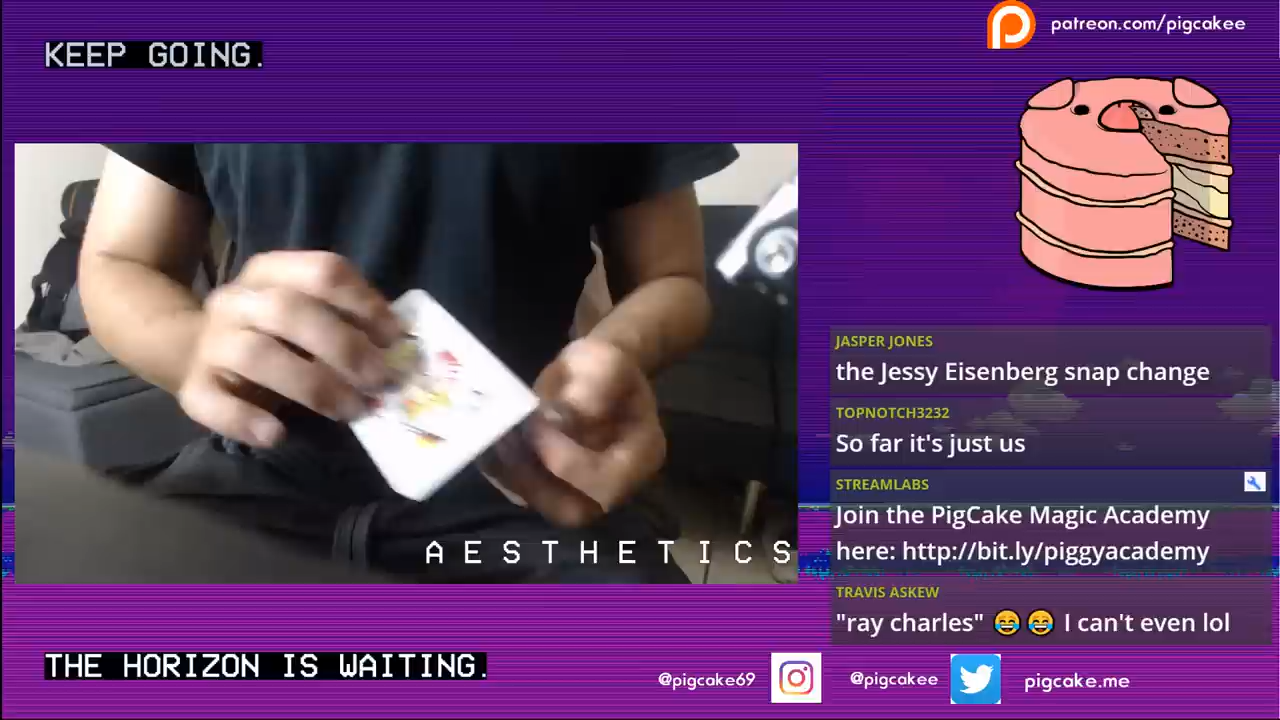 KEEP GOING.
patreon.com/pigcakee
JASPER JONES
the Jessy Eisenberg snap change
TOPNOTCH3232
So far it's just us
STREAMLABS
Join the PigCake Magic Academy
here: http://bit.ly/piggyacademy
TRAVIS ASKEW
"ray charles" 😂 😂 I can't even lol
AESTHETICS
THE HORIZON IS WAITING.
@pigcake69
@pigcakee
pigcake.me